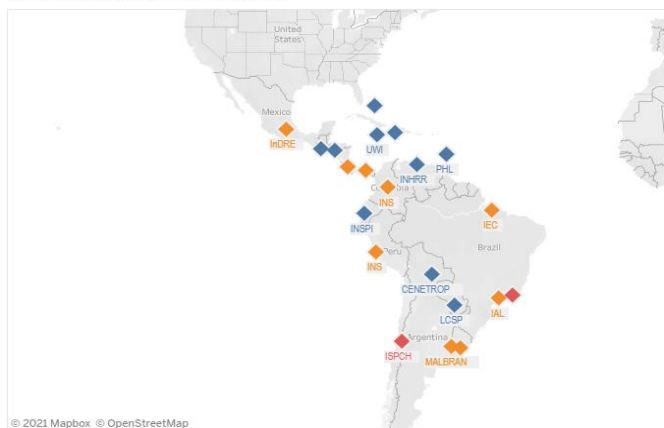 United
States
Mexico
InDRE
UWI
INHRR
PHL
Colombia
INS
INSPI
IEC
Peru
INS
Brazil
CENETROP
LCSP
IAL
ISPCH
Argentina
MALBRAN
© 2021 Mapbox © OpenStreetMap